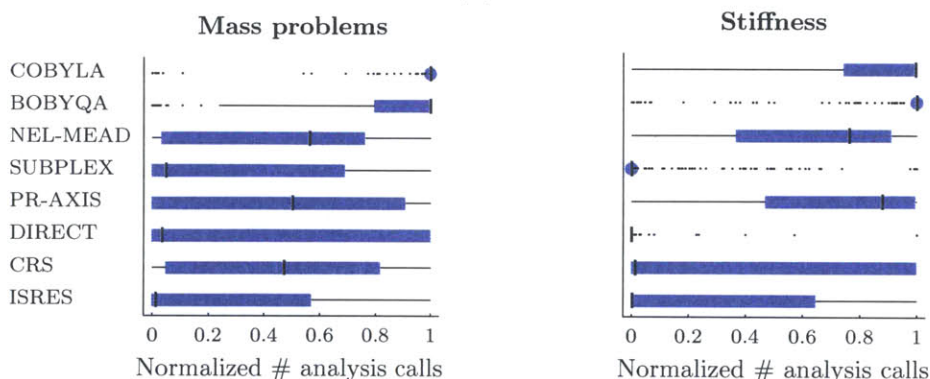 Mass problems
Stiffness
COBYLA
BOBYQA
NEL-MEAD
SUBPLEX
PR-AXIS
DIRECT
CRS
ISRES
0 0.2 0.4 0.6 0.8 1
0 0.2 0.4 0.6 0.8 1
Normalized # analysis calls
Normalized # analysis calls